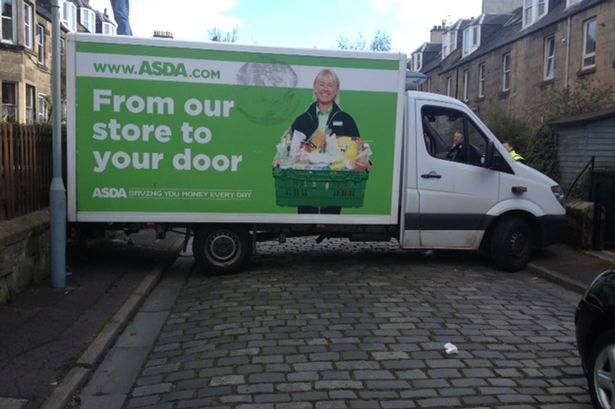 www.ASDA.com
From our
store to
your door
ASDA SAVING YOU MONEY EVERY DAY